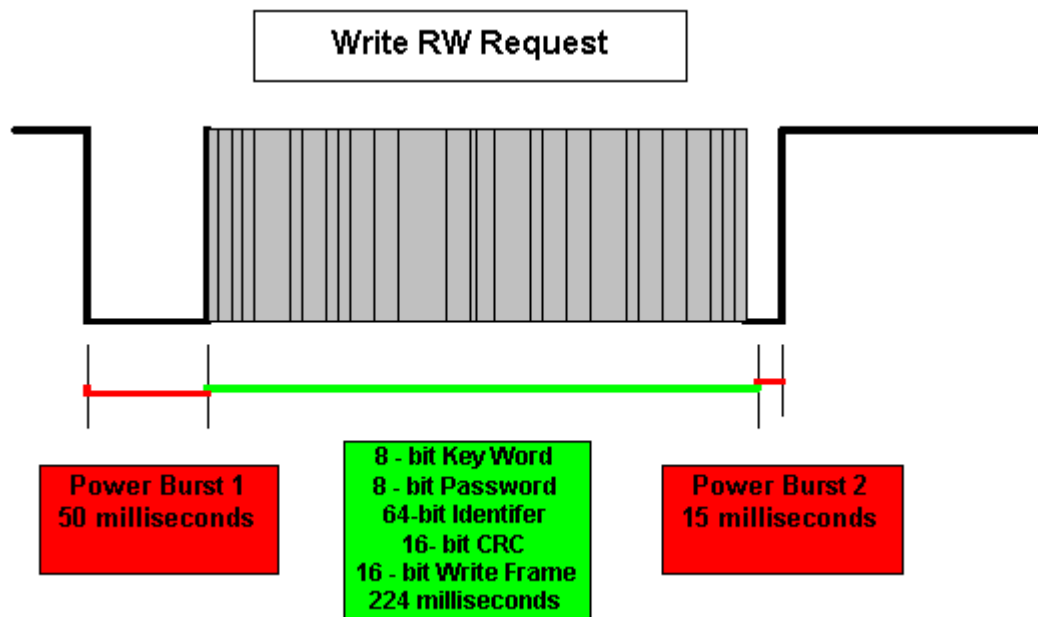 Write RW Request
Power Burst 1
50 milliseconds
8 - bit Key Word
8 - bit Password
64-bit Identifer
16- bit CRC
16 - bit Write Frame
224 milliseconds
Power Burst 2
15 milliseconds